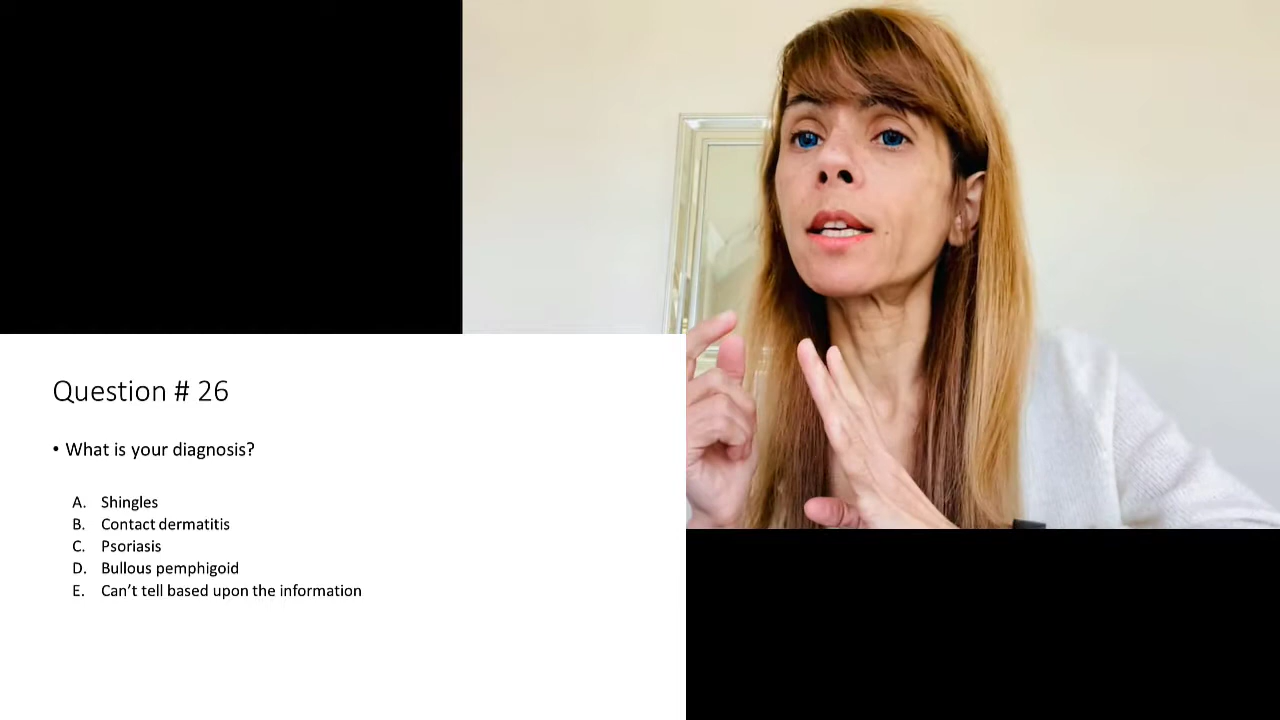 Question # 26
• What is your diagnosis?
A. Shingles
B. Contact dermatitis
C. Psoriasis
D. Bullous pemphigoid
E. Can’t tell based upon the information